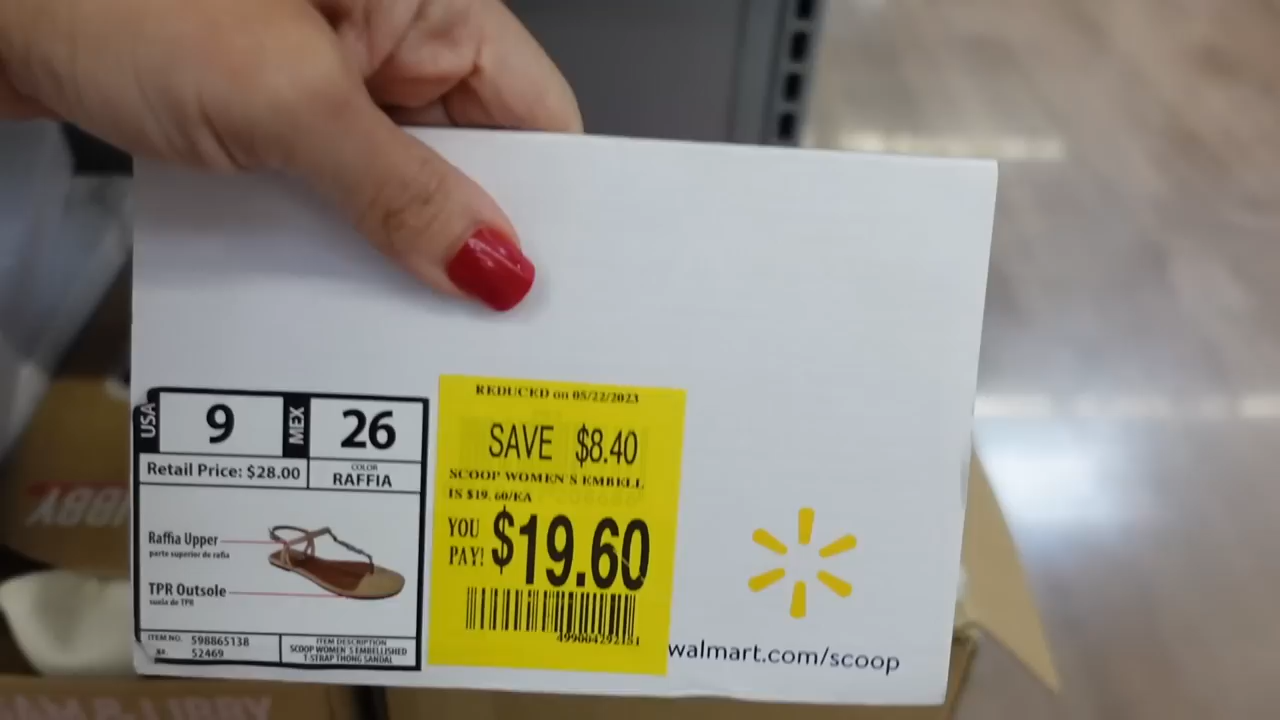 USA
9
MEX
26
Retail Price: $28.00
COLOR
RAFFIA
Raffia Upper
parte superior de rafia
TPR Outsole
suela de TPR
ITEM NO. 598865138
52469
ITEM DESCRIPTION
SCOOP WOMEN'S EMBELLISHED
1 STRAP THONG SANDAL
REDUCED on 05/22/2023
SAVE $8.40
SCOOP WOMEN S EMBELL
IS $19.60/EA
YOU PAY! $19.60
walmart.com/scoop
LIBBY